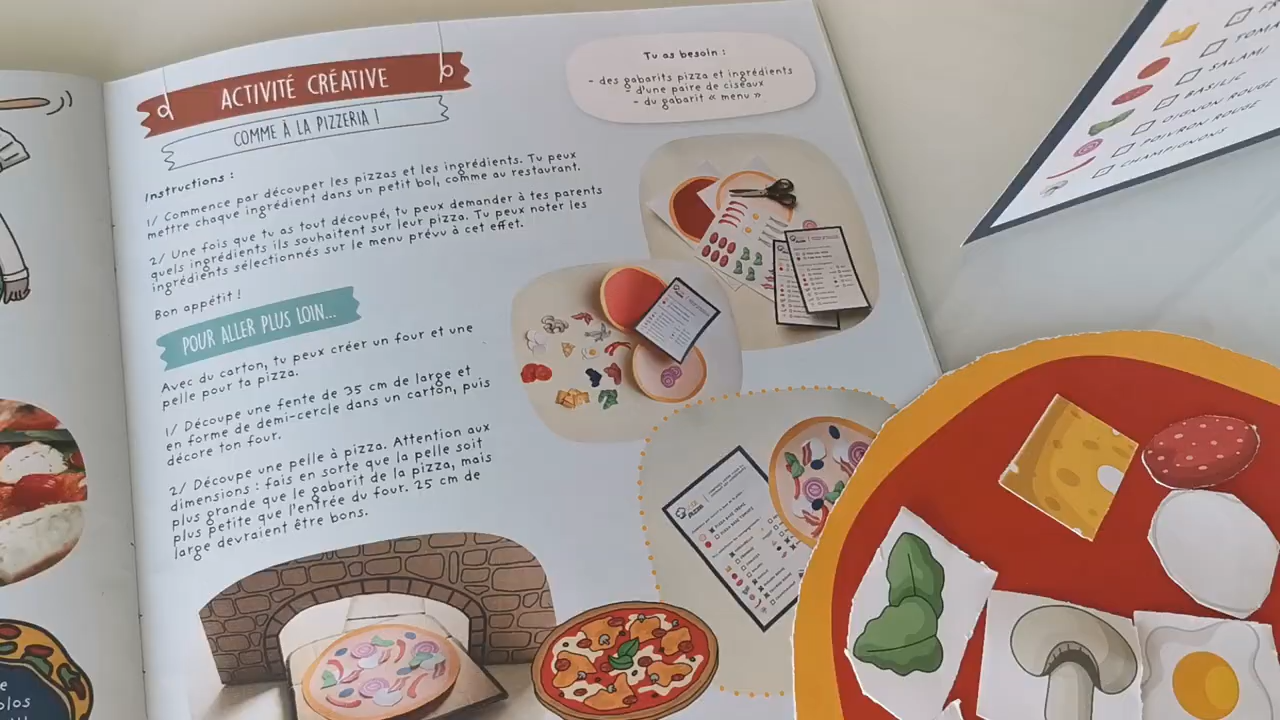 ACTIVITÉ CRÉATIVE
COMME À LA PIZZERIA !
Tu as besoin :
- des gabarits pizza et ingrédients
- d'une paire de ciseaux
- du gabarit « menu »
Instructions :
1/ Commence par découper les pizzas et les ingrédients. Tu peux
mettre chaque ingrédient dans un petit bol, comme au restaurant.
2/ Une fois que tu as tout découpé, tu peux demander à tes parents
quels ingrédients ils souhaitent sur leur pizza. Tu peux noter les
ingrédients sélectionnés sur le menu prévu à cet effet.
Bon appétit !
POUR ALLER PLUS LOIN...
Avec du carton, tu peux créer un four et une
pelle pour ta pizza.
1/ Découpe une fente de 35 cm de large et
en forme de demi-cercle dans un carton, puis
décore ton four.
2/ Découpe une pelle à pizza. Attention aux
dimensions : fais en sorte que la pelle soit
plus grande que le gabarit de la pizza, mais
plus petite que l'entrée du four. 25 cm de
large devraient être bons.
TOMA
SALAMI
BASILIC
OIGNON ROUGE
POIVRON ROUGE
CHAMPIGNONS
PIZZA
e
olos